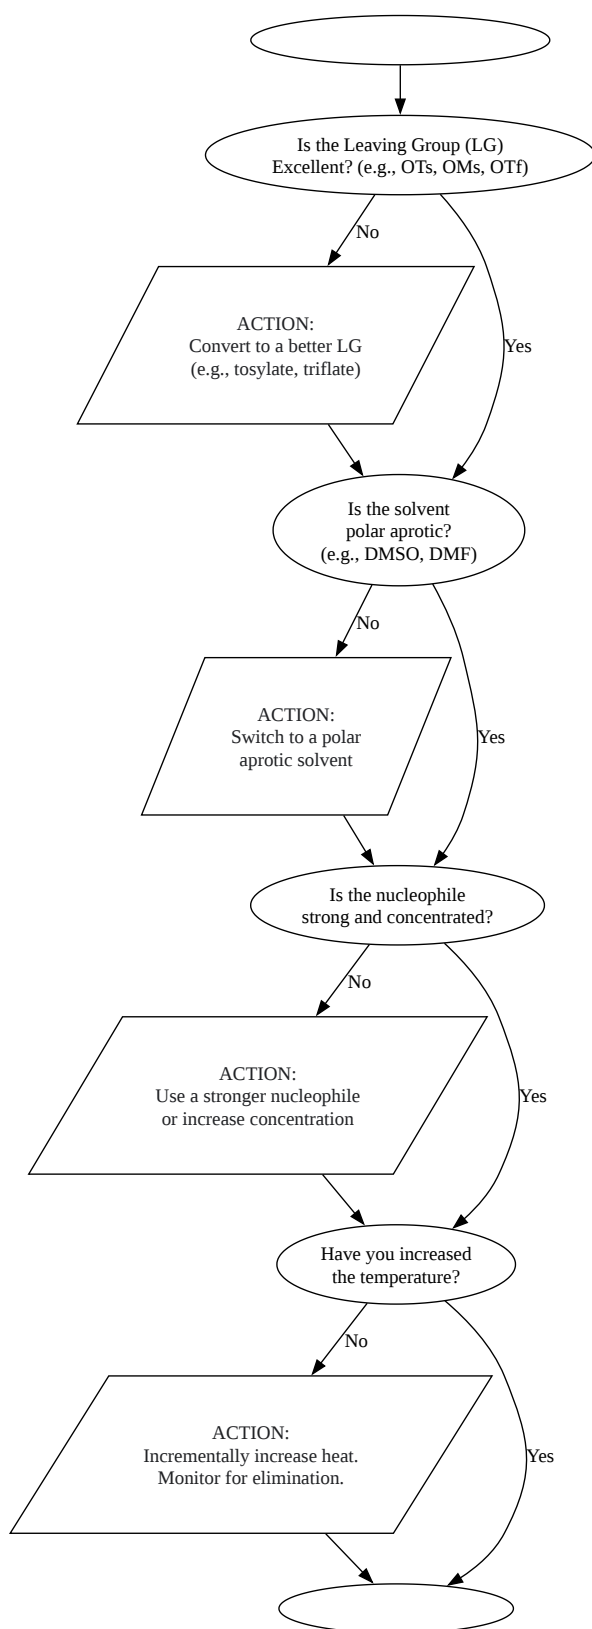 Is the Leaving Group (LG)
Excellent? (e.g., OTs, OMs, OTf)
No
Yes
ACTION:
Convert to a better LG
(e.g., tosylate, triflate)
Is the solvent
polar aprotic?
(e.g., DMSO, DMF)
No
Yes
ACTION:
Switch to a polar
aprotic solvent
Is the nucleophile
strong and concentrated?
No
Yes
ACTION:
Use a stronger nucleophile
or increase concentration
Have you increased
the temperature?
No
Yes
ACTION:
Incrementally increase heat.
Monitor for elimination.